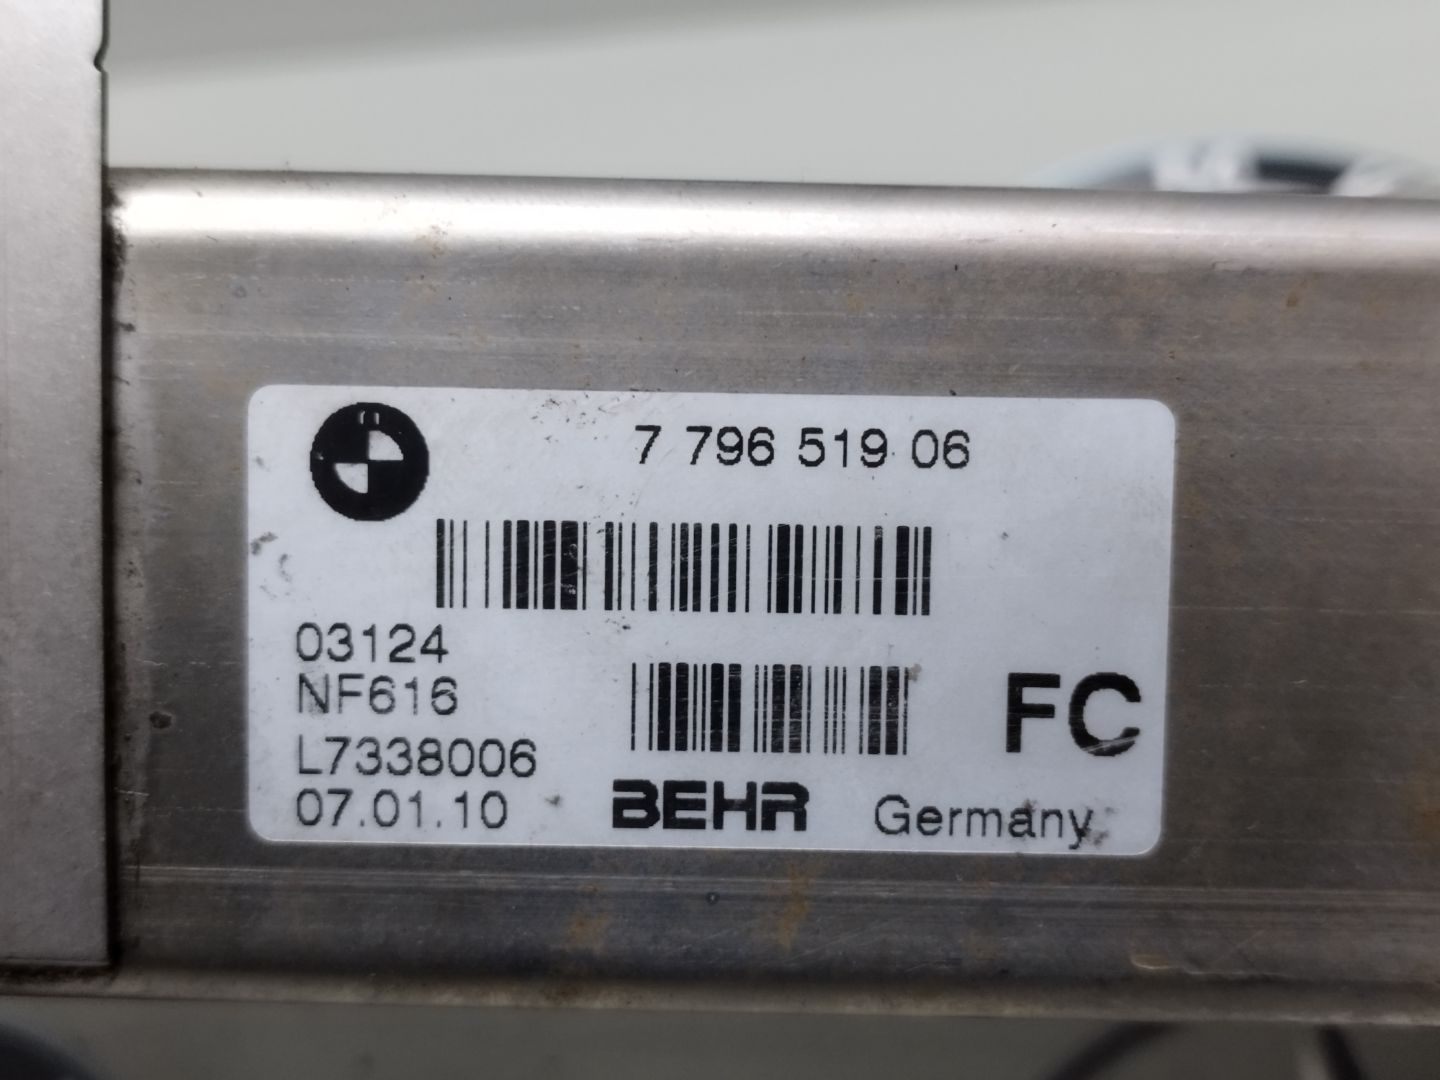 7 796 519 06
03124
NF616
L7338006
07.01.10
FC
BEHR Germany